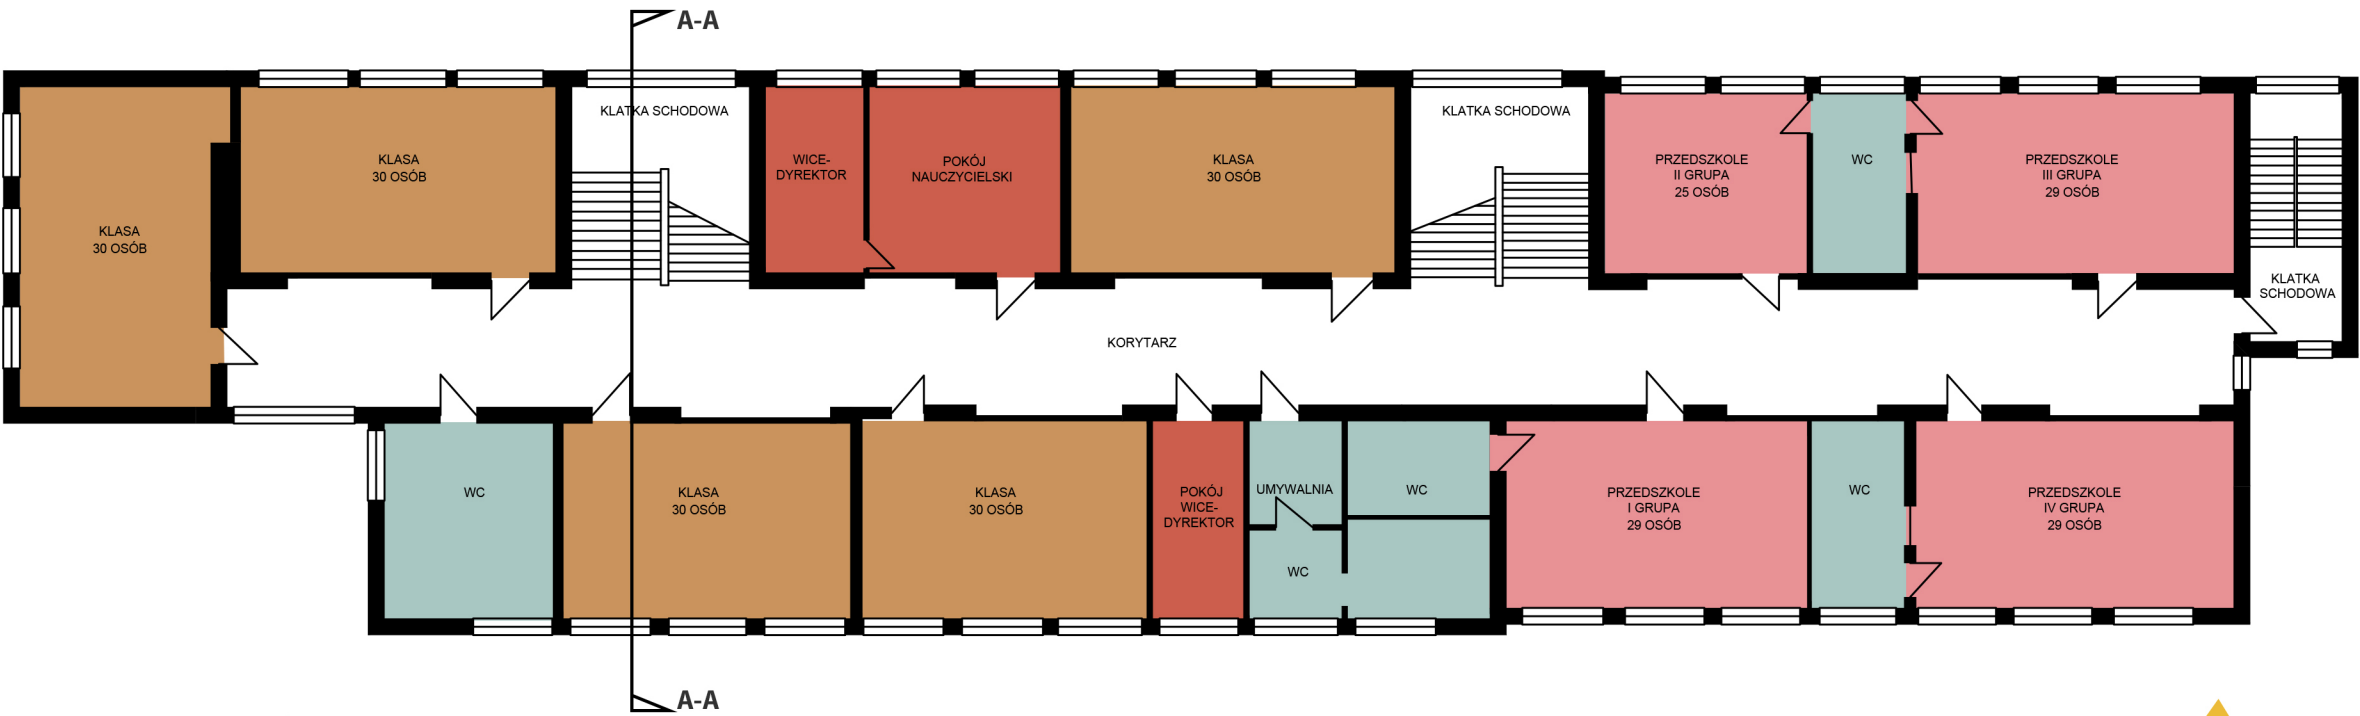 A-A
KLATKA SCHODOWA
KLATKA SCHODOWA
KLASA
30 OSÓB
WICE-
DYREKTOR
POKÓJ
NAUCZYCIELSKI
KLASA
30 OSÓB
PRZEDSZKOLE
II GRUPA
25 OSÓB
WC
PRZEDSZKOLE
III GRUPA
29 OSÓB
KLASA
30 OSÓB
KLATKA
SCHODOWA
KORYTARZ
WC
KLASA
30 OSÓB
KLASA
30 OSÓB
POKÓJ
WICE-
DYREKTOR
UMYWALNIA
WC
WC
PRZEDSZKOLE
I GRUPA
29 OSÓB
WC
PRZEDSZKOLE
IV GRUPA
29 OSÓB
A-A